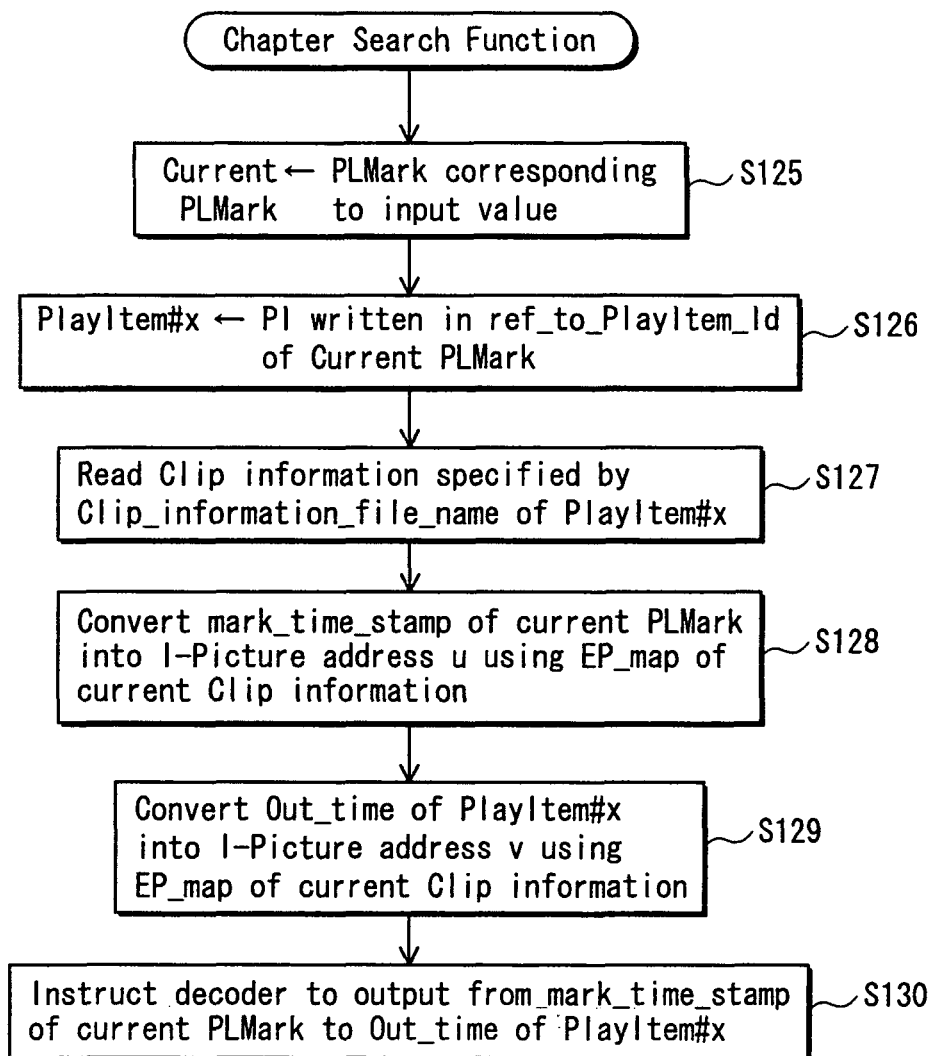 Chapter Search Function
Current ← PLMark corresponding
PLMark to input value
S125
PlayItem#x ← PI written in ref_to_PlayItem_Id
of Current PLMark
S126
Read Clip information specified by
Clip_information_file_name of PlayItem#x
S127
Convert mark_time_stamp of current PLMark
into I-Picture address u using EP_map of
current Clip information
S128
Convert Out_time of PlayItem#x
into I-Picture address v using
EP_map of current Clip information
S129
Instruct decoder to output from mark_time_stamp
of current PLMark to Out_time of PlayItem#x
S130